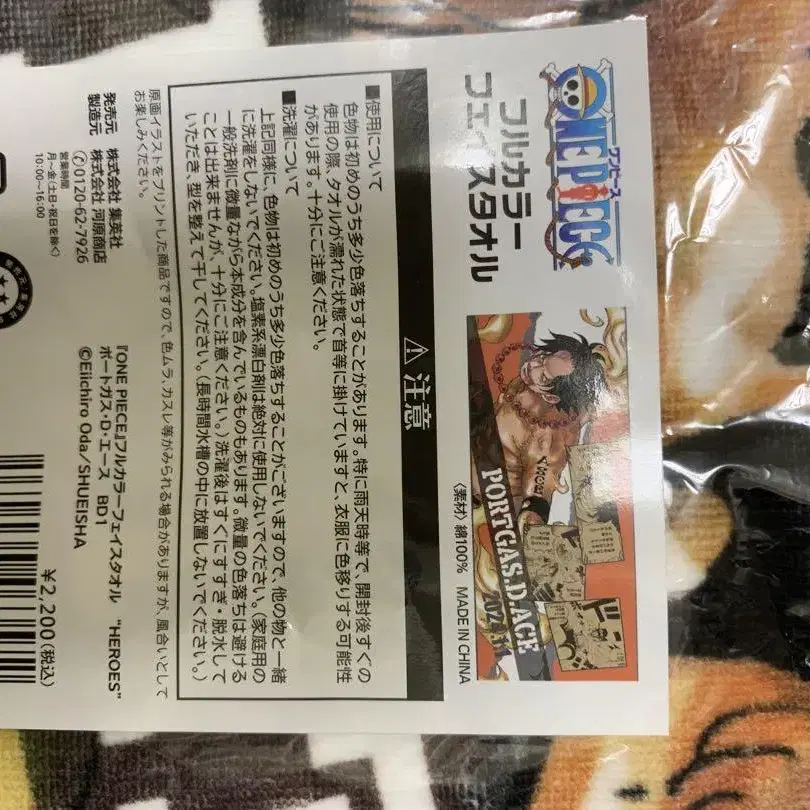 ONE PIECE
ワンピース
フルカラー
フェイスタオル
PORTGAS.D.ACE
〈素材〉綿100% MADE IN CHINA
⚠ 注意
■使用について
色物は初めのうち多少色落ちすることがあります。特に雨天時等で、開封後すぐの
使用の際、タオルが濡れた状態で首等に掛けていますと、衣服に色移りする可能性
があります。十分にご注意ください。
■洗濯について
上記同様に、色物は初めのうち多少色落ちすることがございますので、他の物と一緒
に洗濯をしないでください。塩素系漂白剤は絶対に使用しないでください。(家庭用の
一般洗剤に微量ながら本成分を含んでいるものもあります。微量の色落ちは避ける
ことは出来ませんが、十分にご注意ください。)洗濯後はすぐにすすぎ・脱水して
いただき、型を整えて干してください。(長時間水槽の中に放置しないでください。)
原画イラストをプリントした商品ですので、色ムラ、カスレ等がみられる場合がありますが、風合いとして
お楽しみください。
発売元 株式会社 集英社
製造元 株式会社 河原商店
✆0120-62-7926
営業時間
月〜金(土日・祝日を除く)
10:00〜16:00
『ONE PIECE』フルカラーフェイスタオル "HEROES"
ポートガス・D・エース BD1
©Eiichiro Oda/SHUEISHA
¥2,200(税込)